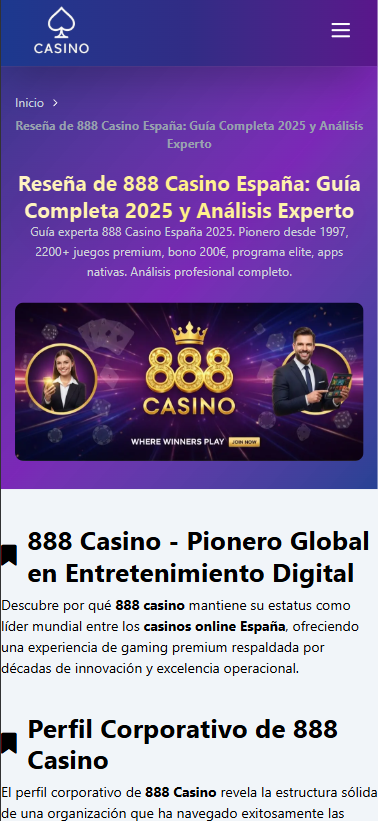 CASINO
Inicio >
Reseña de 888 Casino España: Guía Completa 2025 y Análisis
Experto
Reseña de 888 Casino España: Guía
Completa 2025 y Análisis Experto
Guía experta 888 Casino España 2025. Pionero desde 1997,
2200+ juegos premium, bono 200€, programa elite, apps
nativas. Análisis profesional completo.
888
CASINO
WHERE WINNERS PLAY JOIN NOW
888 Casino - Pionero Global
en Entretenimiento Digital
Descubre por qué 888 casino mantiene su estatus como
líder mundial entre los casinos online España, ofreciendo
una experiencia de gaming premium respaldada por
décadas de innovación y excelencia operacional.
Perfil Corporativo de 888
Casino
El perfil corporativo de 888 Casino revela la estructura sólida
de una organización que ha navegado exitosamente las